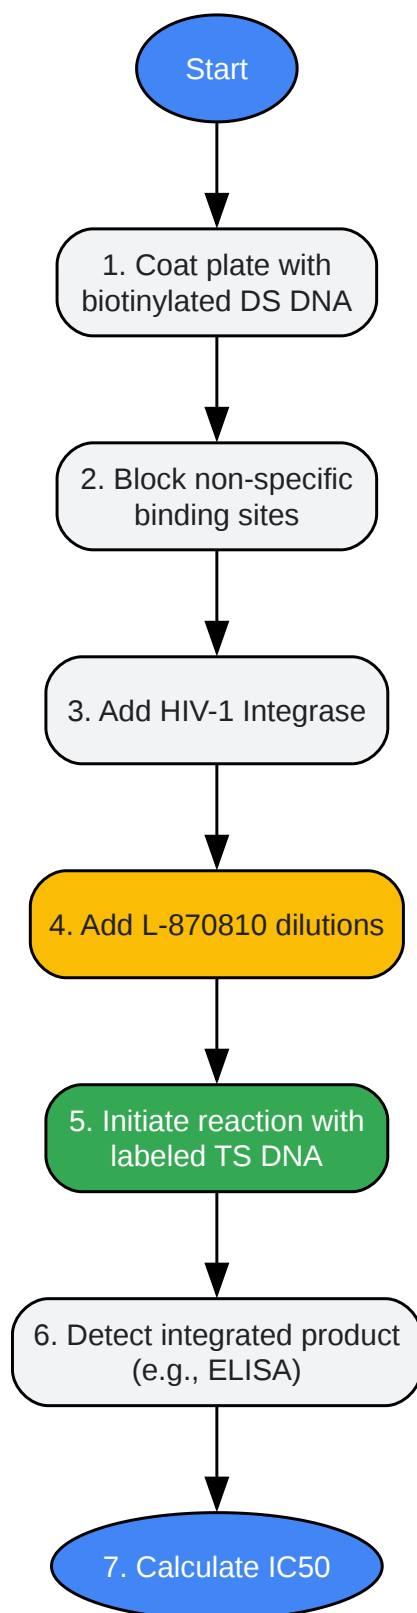 Start
1. Coat plate with
biotinylated DS DNA
2. Block non-specific
binding sites
3. Add HIV-1 Integrase
4. Add L-870810 dilutions
5. Initiate reaction with
labeled TS DNA
6. Detect integrated product
(e.g., ELISA)
7. Calculate IC50